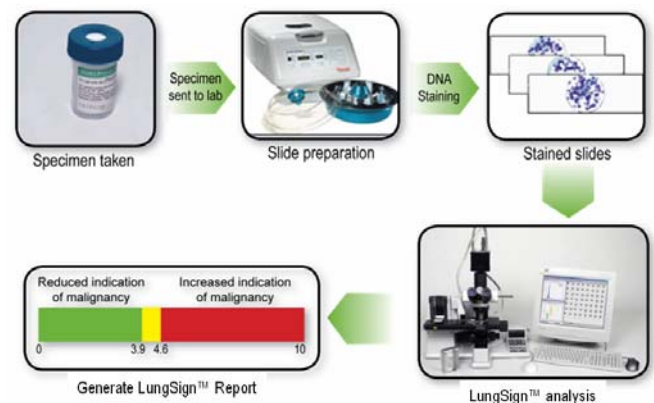 Specimen
sent to lab
DNA
Staining
Specimen taken
Slide preparation
Stained slides
Reduced indication
of malignancy
Increased indication
of malignancy
0
3.9
4.6
10
Generate LungSign™ Report
LungSign™ analysis